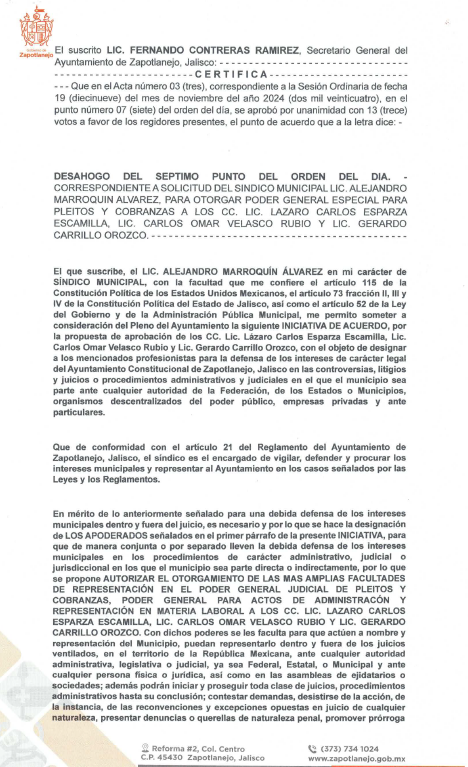 Zapotlanejo
El suscrito LIC. FERNANDO CONTRERAS RAMIREZ, Secretario General del
Ayuntamiento de Zapotlanejo, Jalisco: - - - - - - - - - - - - - - - - - - - - - - - - - - - -
- - - - - - - - - - - - - - - - - - - - - - - - C E R T I F I C A - - - - - - - - - - - - - - - - - - - - - - - -
- - - Que en el Acta número 03 (tres), correspondiente a la Sesión Ordinaria de fecha
19 (diecinueve) del mes de noviembre del año 2024 (dos mil veinticuatro), en el
punto número 07 (siete) del orden del día, se aprobó por unanimidad con 13 (trece)
votos a favor de los regidores presentes, el punto de acuerdo que a la letra dice: -
DESAHOGO DEL SEPTIMO PUNTO DEL ORDEN DEL DIA. -
CORRESPONDIENTE A SOLICITUD DEL SINDICO MUNICIPAL LIC. ALEJANDRO
MARROQUIN ALVAREZ, PARA OTORGAR PODER GENERAL ESPECIAL PARA
PLEITOS Y COBRANZAS A LOS CC. LIC. LAZARO CARLOS ESPARZA
ESCAMILLA, LIC. CARLOS OMAR VELASCO RUBIO Y LIC. GERARDO
CARRILLO OROZCO. - - - - - - - - - - - - - - - - - - - - - - - - - - - - - - - - - - - - - - -
El que suscribe, el LIC. ALEJANDRO MARROQUÍN ÁLVAREZ en mi carácter de
SÍNDICO MUNICIPAL, con la facultad que me confiere el artículo 115 de la
Constitución Política de los Estados Unidos Mexicanos, el artículo 73 fracción II, III y
IV de la Constitución Política del Estado de Jalisco, así como el artículo 52 de la Ley
del Gobierno y de la Administración Pública Municipal, me permito someter a
consideración del Pleno del Ayuntamiento la siguiente INICIATIVA DE ACUERDO, por
la propuesta de aprobación de los CC. Lic. Lázaro Carlos Esparza Escamilla, Lic.
Carlos Omar Velasco Rubio y Lic. Gerardo Carrillo Orozco, con el objeto de designar
a los mencionados profesionistas para la defensa de los intereses de carácter legal
del Ayuntamiento Constitucional de Zapotlanejo, Jalisco en las controversias, litigios
y juicios o procedimientos administrativos y judiciales en el que el municipio sea
parte ante cualquier autoridad de la Federación, de los Estados o Municipios,
organismos descentralizados del poder público, empresas privadas y ante
particulares.
Que de conformidad con el artículo 21 del Reglamento del Ayuntamiento de
Zapotlanejo, Jalisco, el síndico es el encargado de vigilar, defender y procurar los
intereses municipales y representar al Ayuntamiento en los casos señalados por las
Leyes y los Reglamentos.
En mérito de lo anteriormente señalado para una debida defensa de los intereses
municipales dentro y fuera del juicio, es necesario y por lo que se hace la designación
de LOS APODERADOS señalados en el primer párrafo de la presente INICIATIVA, para
que de manera conjunta o por separado lleven la debida defensa de los intereses
municipales en los procedimientos de carácter administrativo, judicial o
jurisdiccional en los que el municipio sea parte directa o indirectamente, por lo que
se propone AUTORIZAR EL OTORGAMIENTO DE LAS MAS AMPLIAS FACULTADES
DE REPRESENTACIÓN EN EL PODER GENERAL JUDICIAL DE PLEITOS Y
COBRANZAS, PODER GENERAL PARA ACTOS DE ADMINISTRACÓN Y
REPRESENTACIÓN EN MATERIA LABORAL A LOS CC. LIC. LAZARO CARLOS
ESPARZA ESCAMILLA, LIC. CARLOS OMAR VELASCO RUBIO Y LIC. GERARDO
CARRILLO OROZCO. Con dichos poderes se les faculta para que actúen a nombre y
representación del Municipio, puedan representarlo dentro y fuera de los juicios
ventilados, en el territorio de la República Mexicana, ante cualquier autoridad
administrativa, legislativa o judicial, ya sea Federal, Estatal, o Municipal y ante
cualquier persona física o jurídica, así como en las asambleas de ejidatarios o
sociedades; además podrán iniciar y proseguir toda clase de juicios, procedimientos
administrativos hasta su conclusión; contestar demandas, desistirse de la acción, de
la instancia, de las reconvenciones y excepciones opuestas en juicio de cualquier
naturaleza, presentar denuncias o querellas de naturaleza penal, promover prórroga
Reforma #2, Col. Centro
C.P. 45430 Zapotlanejo, Jalisco
(373) 734 1024
www.zapotlanejo.gob.mx